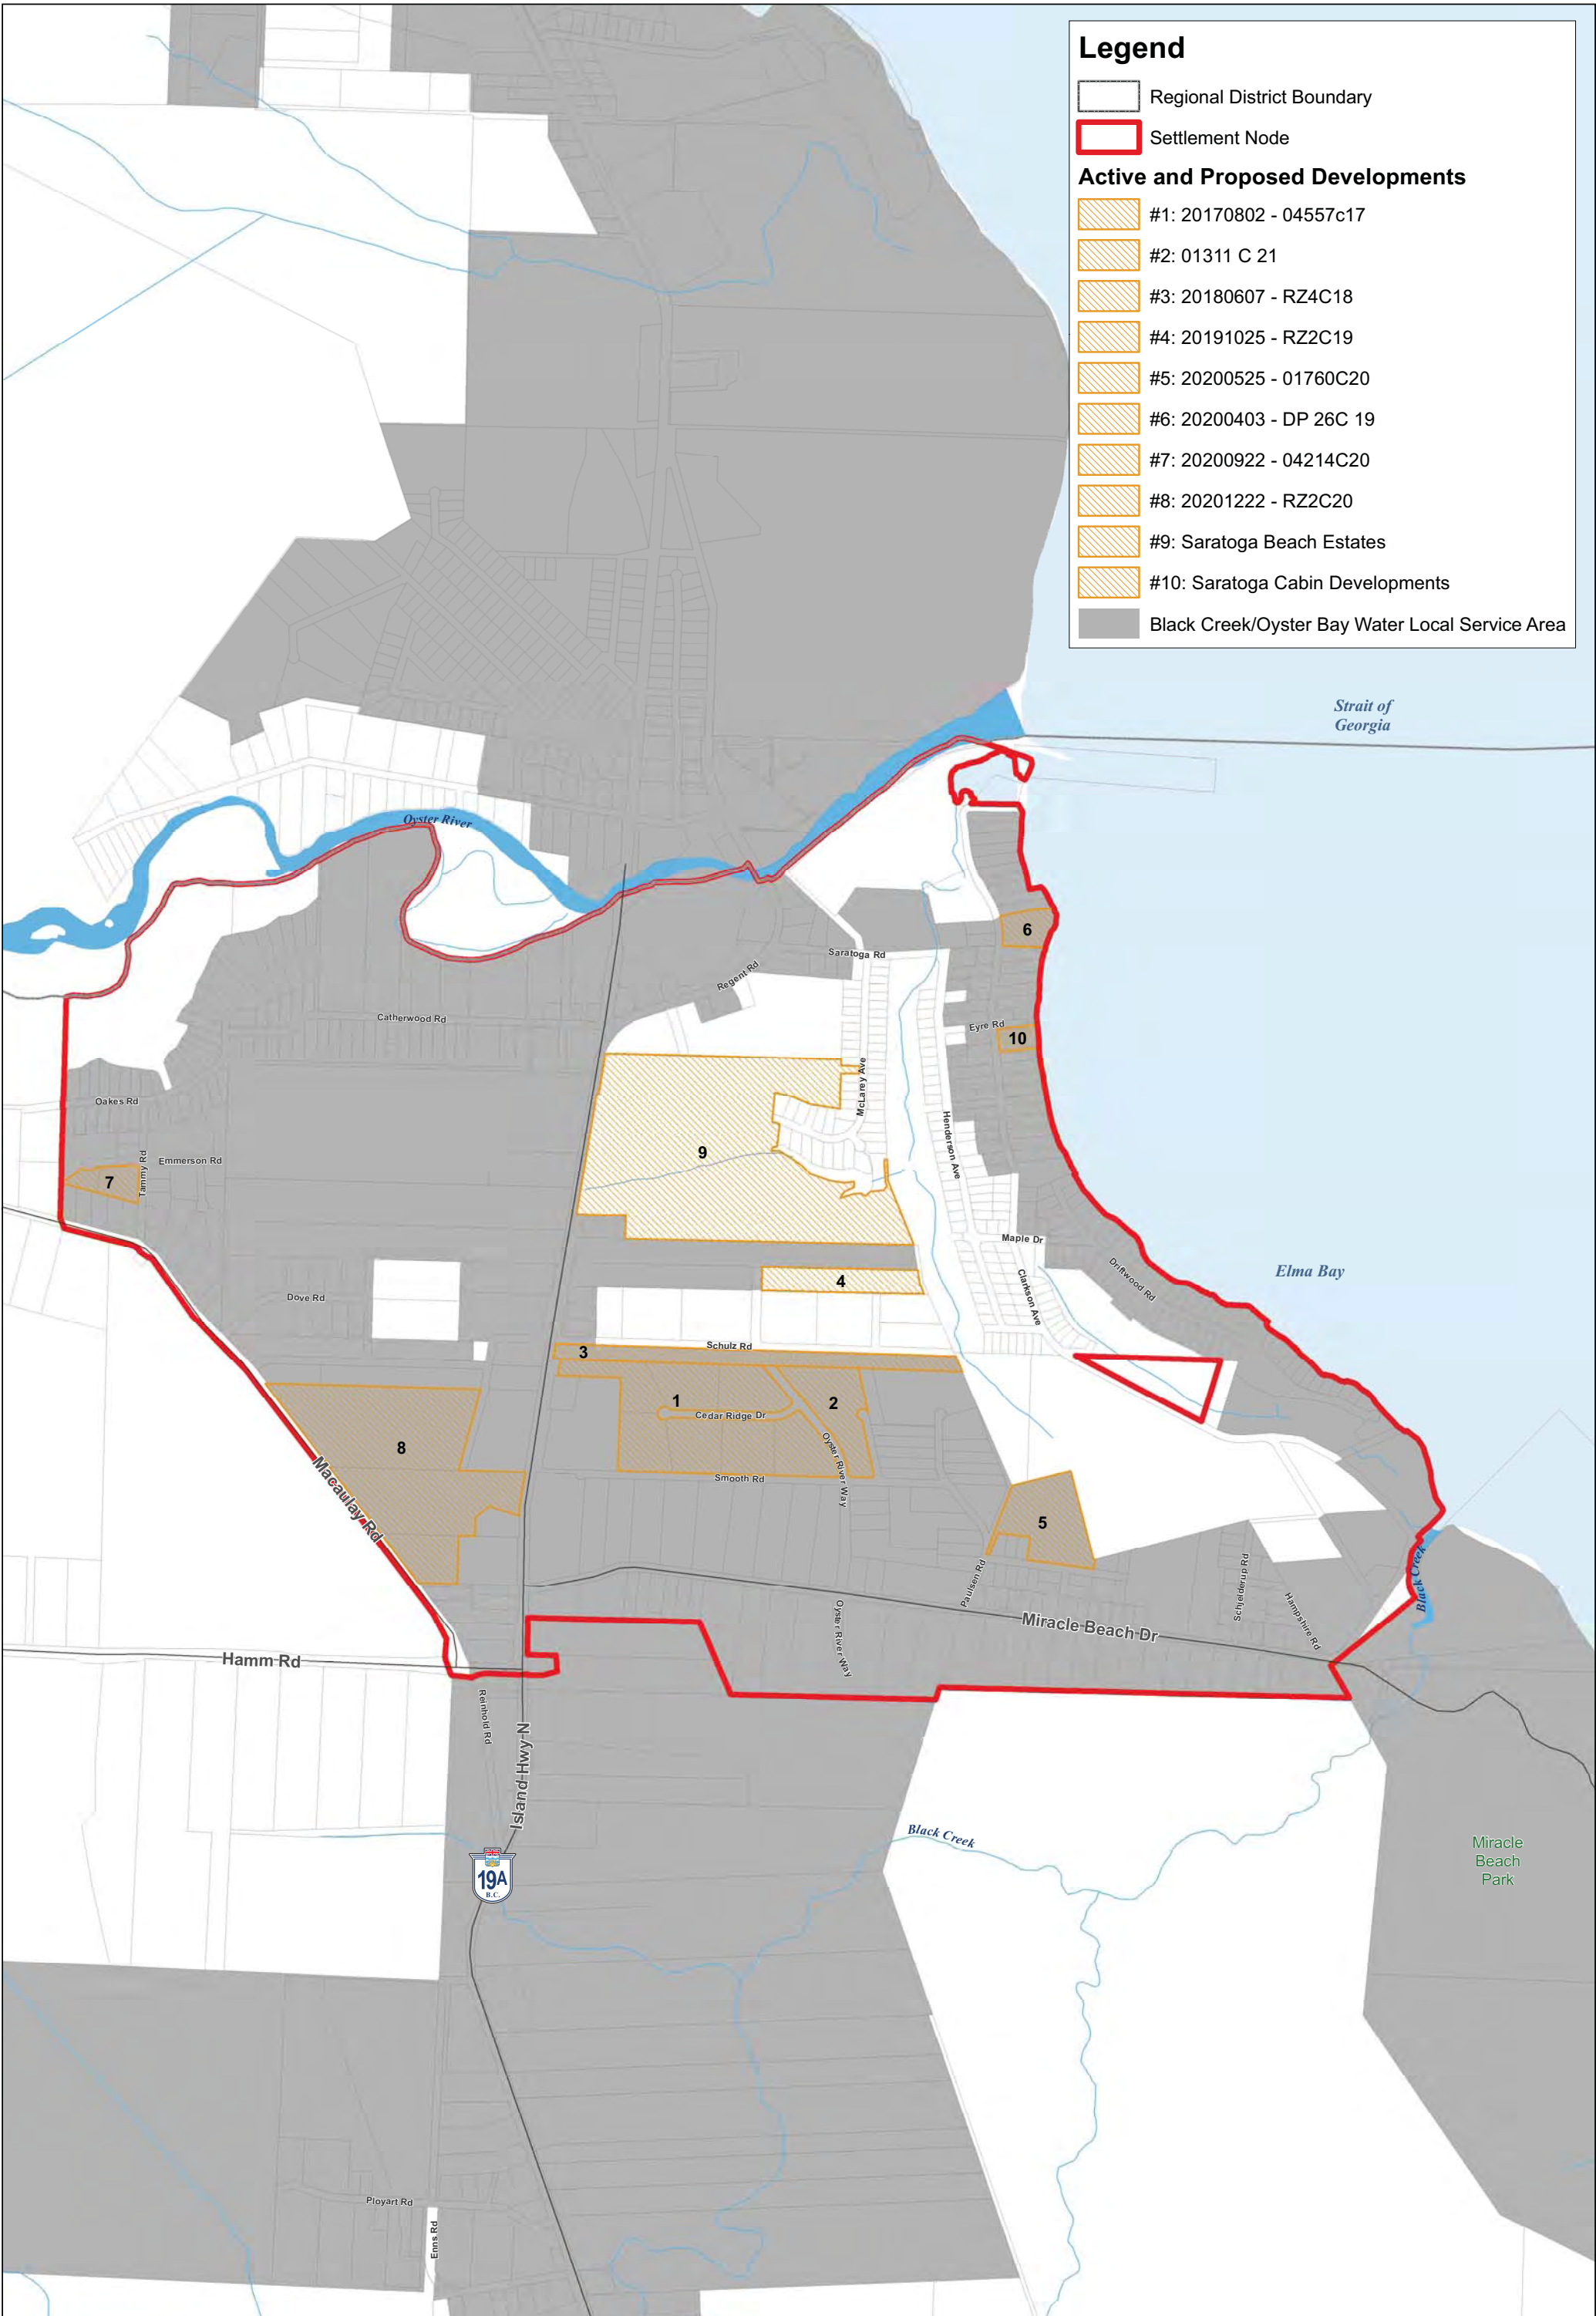 Legend
Regional District Boundary
Settlement Node
Active and Proposed Developments
#1: 20170802 - 04557c17
#2: 01311 C 21
#3: 20180607 - RZ4C18
#4: 20191025 - RZ2C19
#5: 20200525 - 01760C20
#6: 20200403 - DP 26C 19
#7: 20200922 - 04214C20
#8: 20201222 - RZ2C20
#9: Saratoga Beach Estates
#10: Saratoga Cabin Developments
Black Creek/Oyster Bay Water Local Service Area
Strait of
Georgia
Oyster River
6
Saratoga Rd
Regent Rd
Catherwood Rd
Eyre Rd
10
McLarey Ave
Oakes Rd
Henderson Ave
9
Emmerson Rd
Tammy Rd
7
Maple Dr
Elma Bay
Driftwood Rd
4
Clarkson Ave
Dove Rd
Schulz Rd
3
1
2
Cedar Ridge Dr
8
Oyster River Way
Smooth Rd
Macaulay Rd
5
Black Creek
Paulsen Rd
Schjelderup Rd
Hampshire Rd
Miracle Beach Dr
Oyster River Way
Hamm Rd
Reinhold Rd
Island Hwy N
Black Creek
Miracle
Beach
Park
19A
B.C.
Ployart Rd
Enns Rd